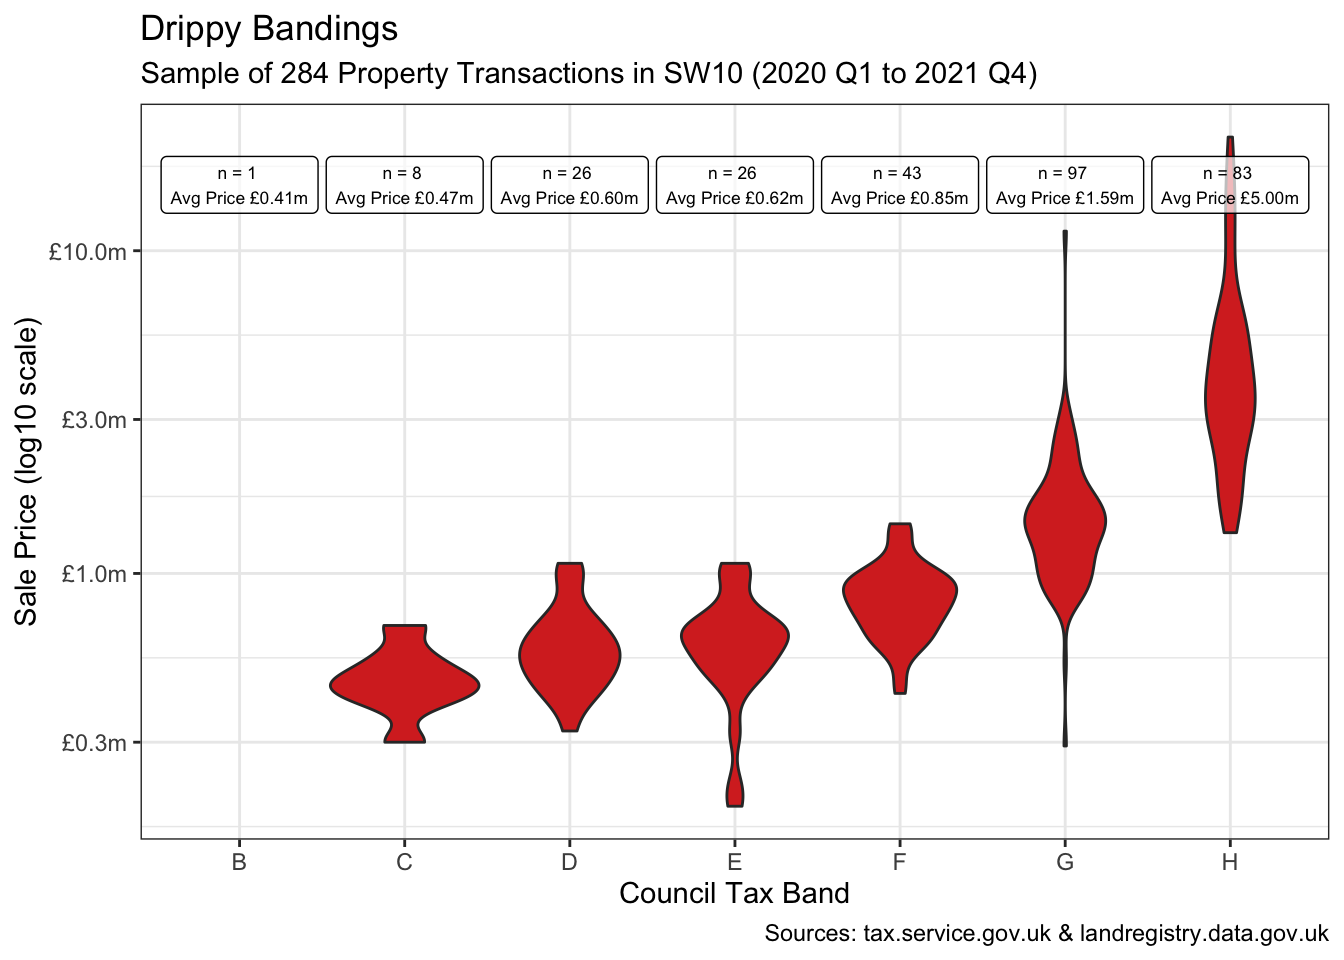 Drippy Bandings
Sample of 284 Property Transactions in SW10 (2020 Q1 to 2021 Q4)
n = 1
Avg Price £0.41m
n = 8
Avg Price £0.47m
n = 26
Avg Price £0.60m
n = 26
Avg Price £0.62m
n = 43
Avg Price £0.85m
n = 97
Avg Price £1.59m
n = 83
Avg Price £5.00m
Sale Price (log10 scale)
£10.0m
£3.0m
£1.0m
£0.3m
B C D E F G H
Council Tax Band
Sources: tax.service.gov.uk & landregistry.data.gov.uk